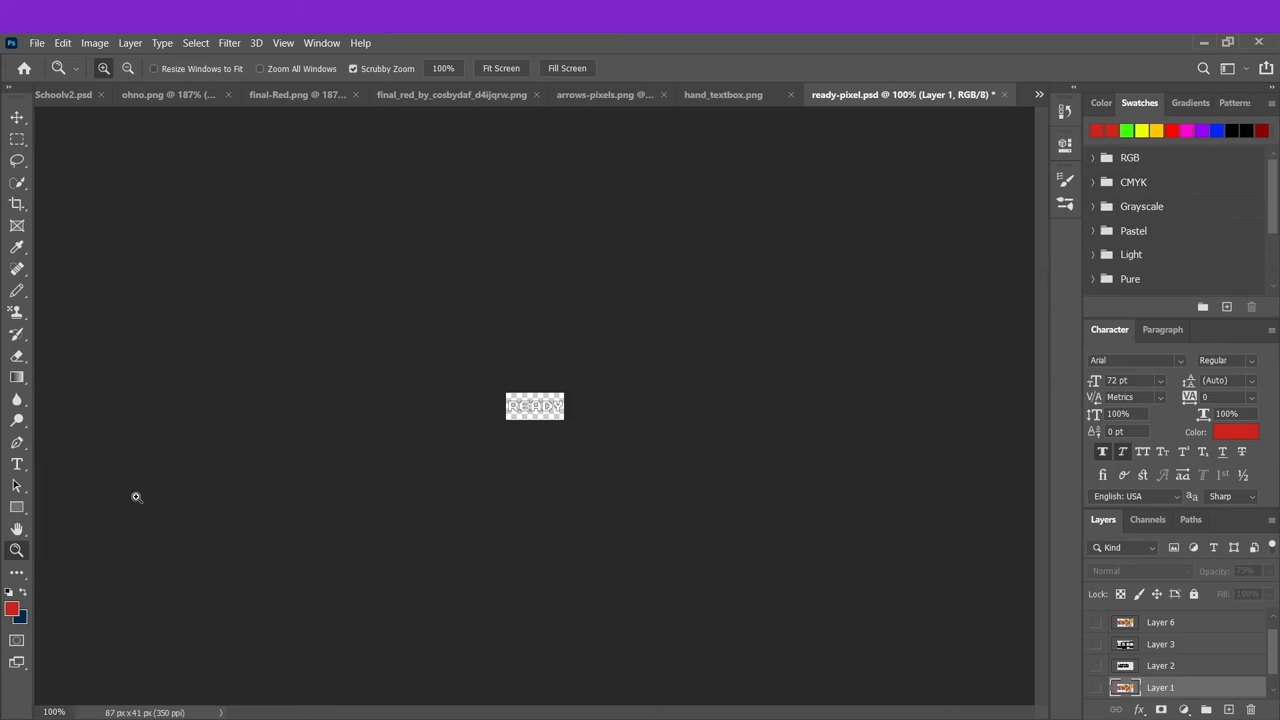 Ps File Edit Image Layer Type Select Filter 3D View Window Help
Resize Windows to Fit Zoom All Windows Scrubby Zoom 100% Fit Screen Fill Screen
Schoolv2.psd ohno.png @ 187% (... final-Red.png @ 187... final_red_by_cosbydaf_d4ijqrw.png arrows-pixels.png @... hand_textbox.png ready-pixel.psd @ 100% (Layer 1, RGB/8) *
Color Swatches Gradients Patterns
RGB
CMYK
Grayscale
Pastel
Light
Pure
Character Paragraph
Arial Regular
72 pt (Auto)
Metrics 0
100% 100%
0 pt Color:
English: USA Sharp
READY
Layers Channels Paths
Kind
Normal Opacity: 75%
Lock: Fill: 100%
Layer 6
Layer 3
Layer 2
Layer 1
100% 87 px x 41 px (350 ppi)